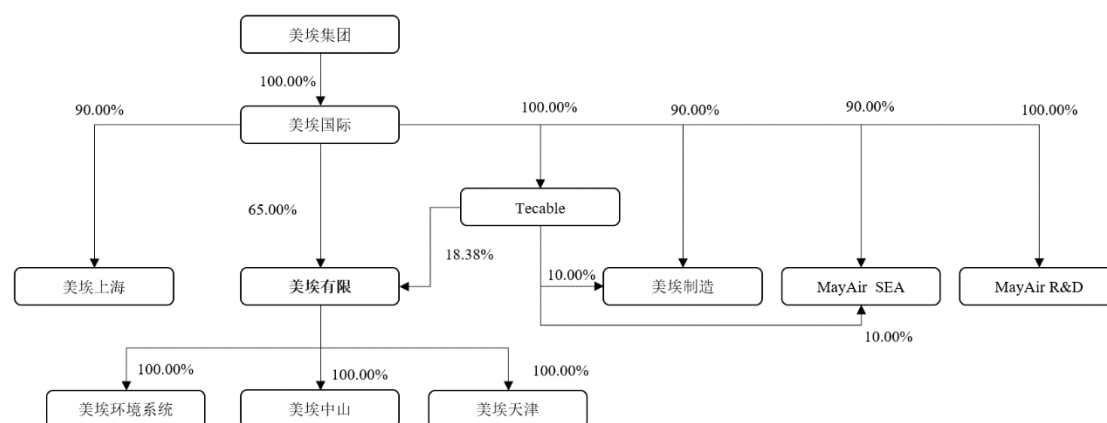 美埃集团
100.00%
90.00%
美埃国际
100.00%
90.00%
90.00%
100.00%
65.00%
Tecable
18.38%
10.00%
美埃上海
美埃有限
美埃制造
MayAir SEA
MayAir R&D
10.00%
100.00%
100.00%
100.00%
美埃环境系统
美埃中山
美埃天津